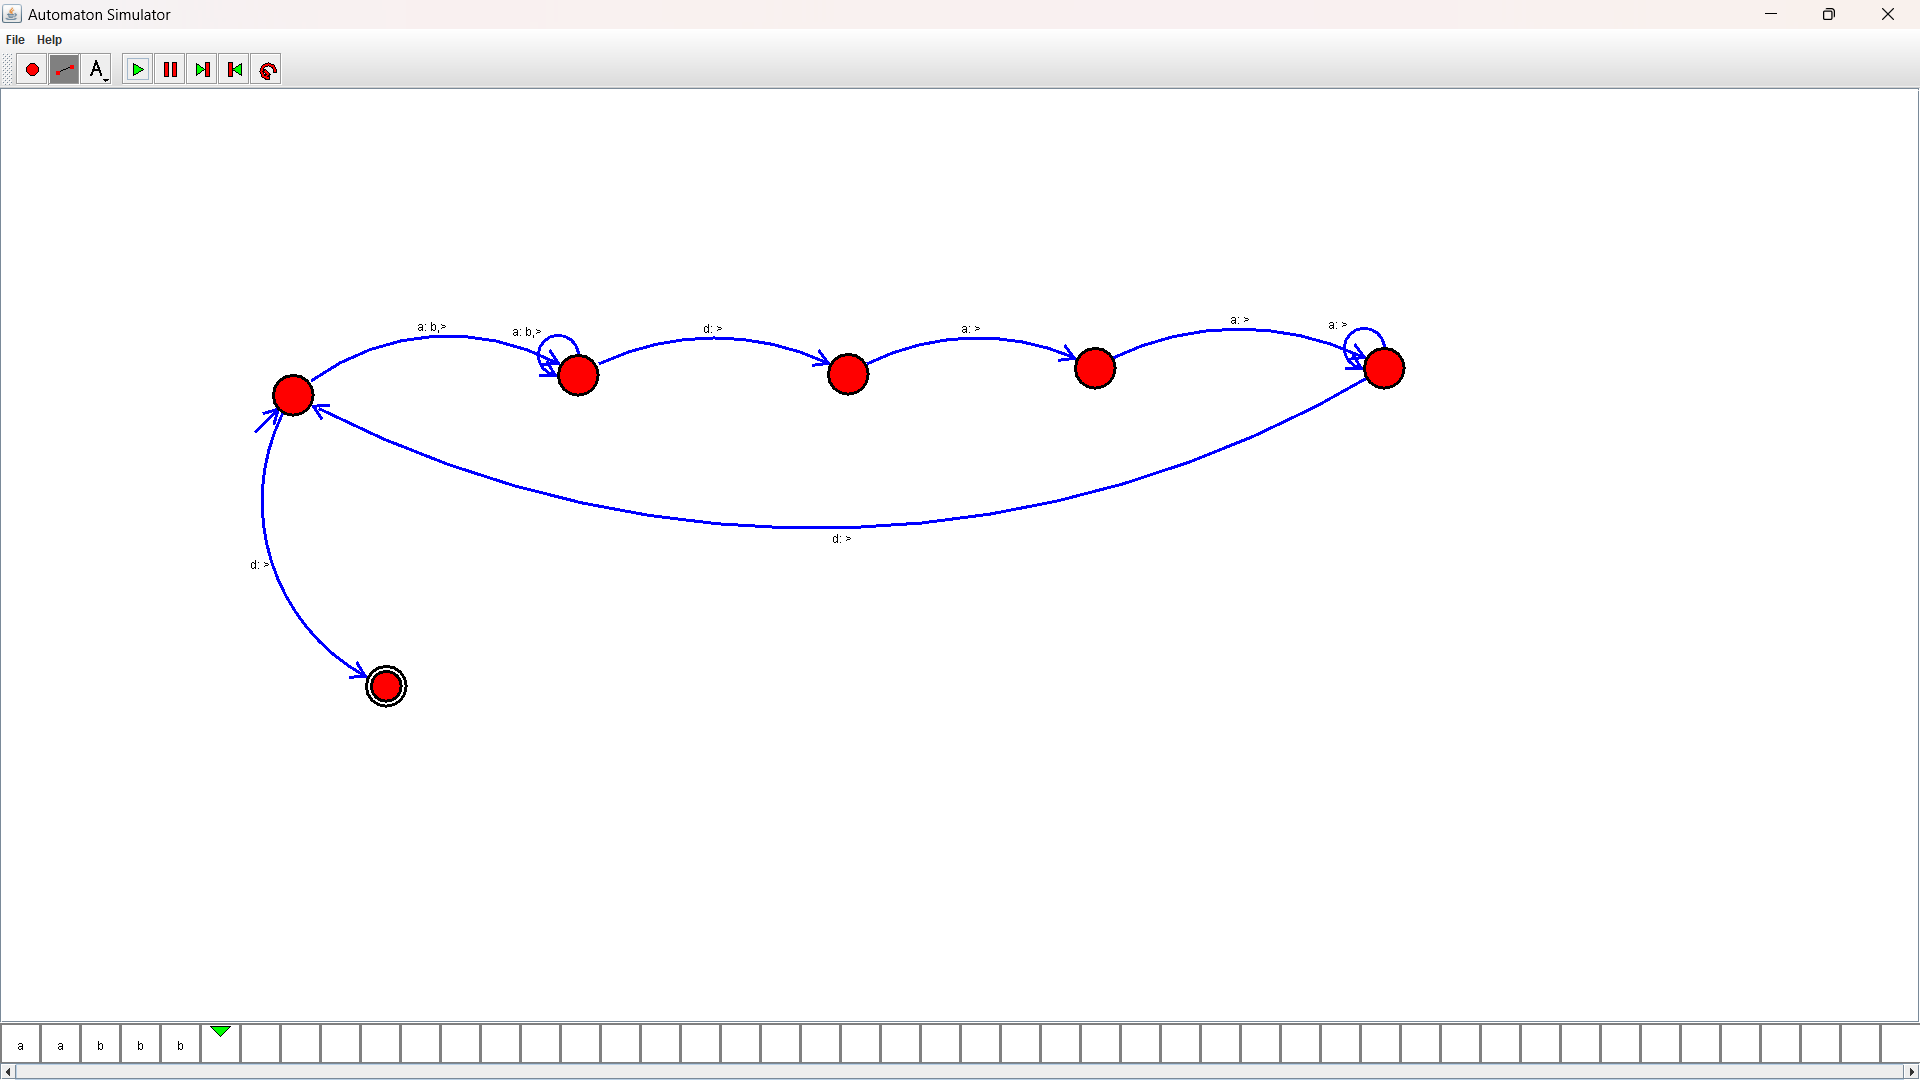 Automaton Simulator
File Help
A
a: >
a: b,> a: b,> d: > a: > a: >
d: >
d: >
a a b b b